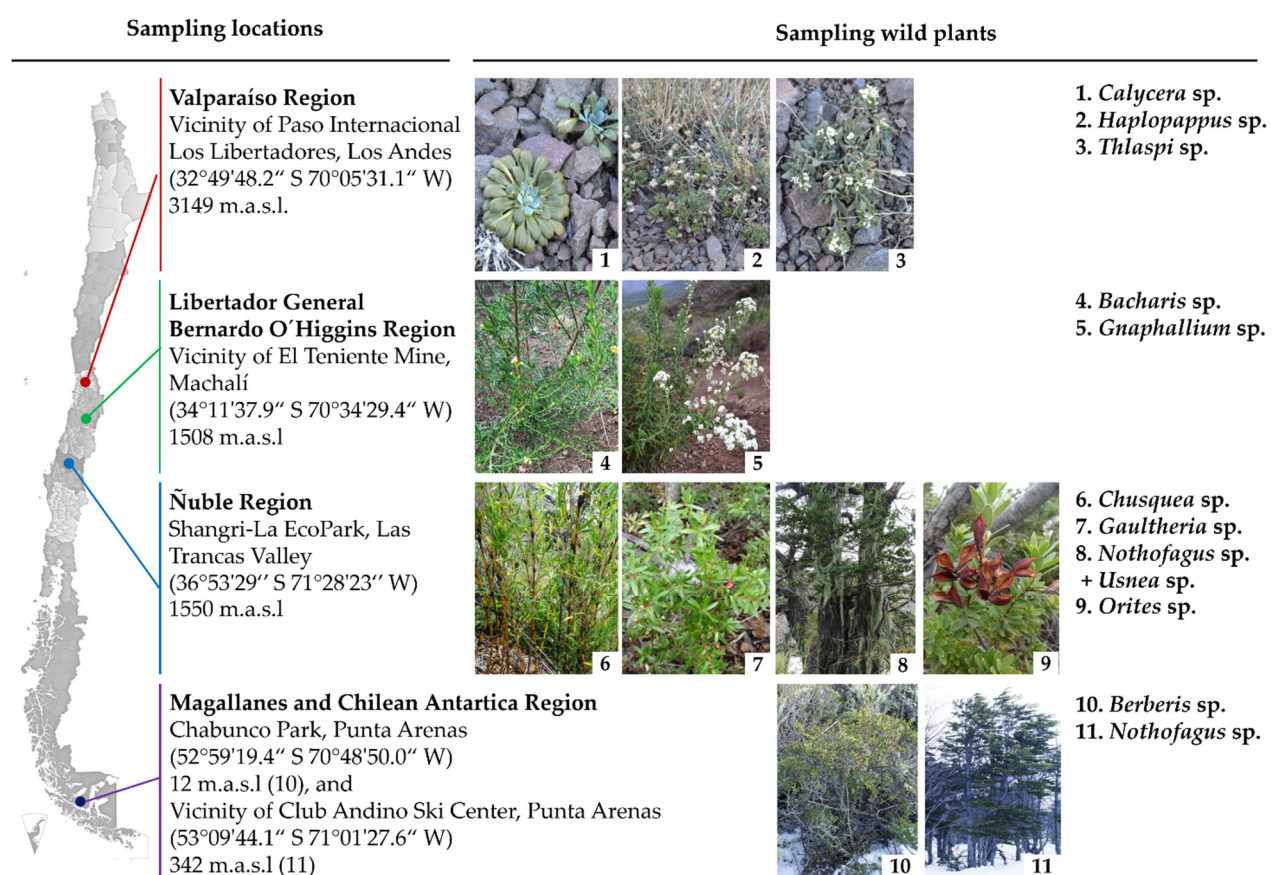 Sampling locations
Sampling wild plants
Valparaíso Region
Vicinity of Paso Internacional
Los Libertadores, Los Andes
(32°49'48.2“ S 70°05'31.1“ W)
3149 m.a.s.l.
1
2
3
1. Calycera sp.
2. Haplopappus sp.
3. Thlaspi sp.
Libertador General
Bernardo O´Higgins Region
Vicinity of El Teniente Mine,
Machalí
(34°11'37.9“ S 70°34'29.4“ W)
1508 m.a.s.l
4
5
4. Bacharis sp.
5. Gnaphallium sp.
Ñuble Region
Shangri-La EcoPark, Las
Trancas Valley
(36°53'29′′ S 71°28'23′′ W)
1550 m.a.s.l
6
7
8
9
6. Chusquea sp.
7. Gaultheria sp.
8. Nothofagus sp.
+ Usnea sp.
9. Orites sp.
Magallanes and Chilean Antartica Region
Chabunco Park, Punta Arenas
(52°59'19.4“ S 70°48'50.0“ W)
12 m.a.s.l (10), and
Vicinity of Club Andino Ski Center, Punta Arenas
(53°09'44.1“ S 71°01'27.6“ W)
342 m.a.s.l (11)
10
11
10. Berberis sp.
11. Nothofagus sp.